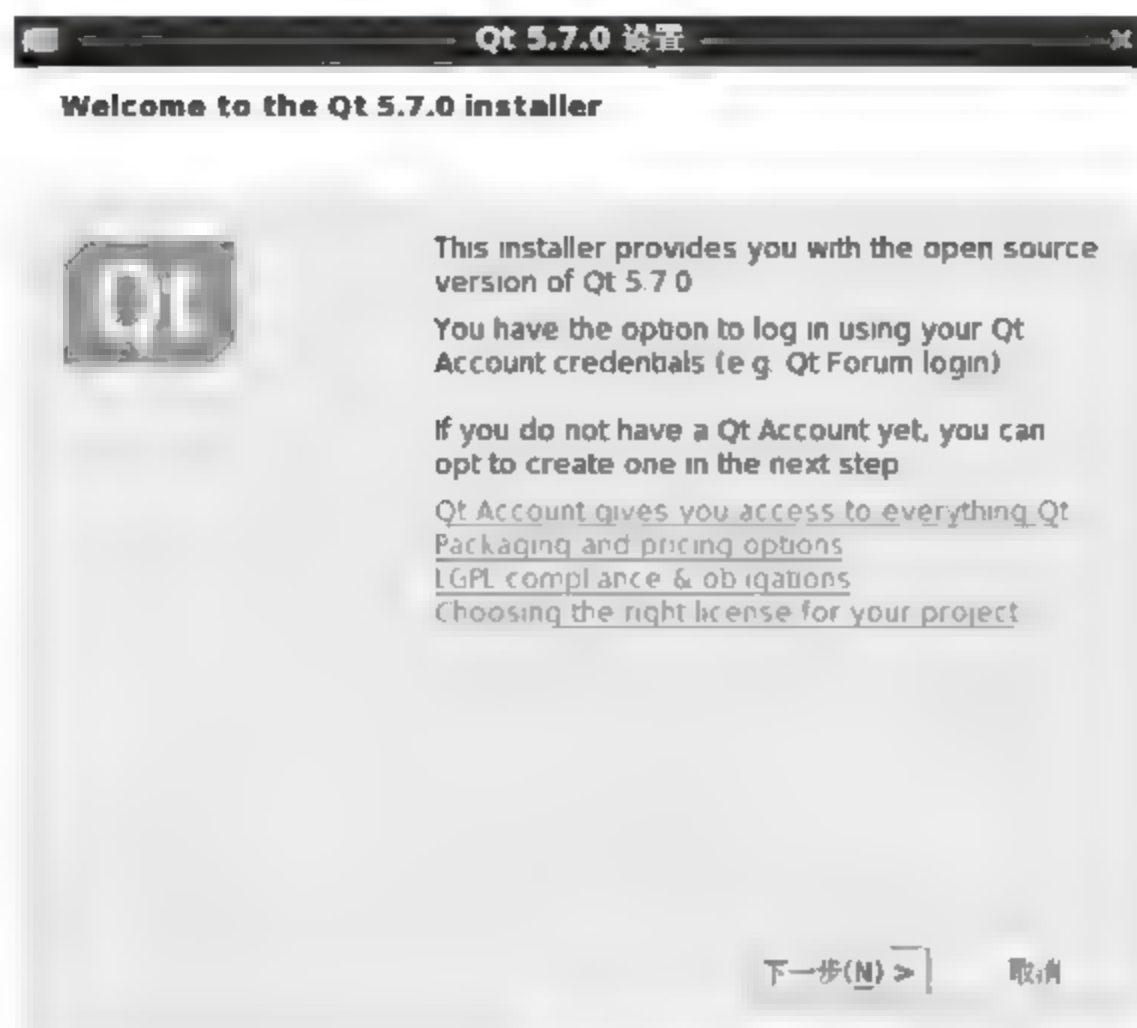 Qt 5.7.0 设置
Welcome to the Qt 5.7.0 installer
Qt
This installer provides you with the open source
version of Qt 5.7 0
You have the option to log in using your Qt
Account credentials (e g. Qt Forum login)
If you do not have a Qt Account yet, you can
opt to create one in the next step
Qt Account gives you access to everything Qt
Packaging and pricing options
LGPL compliance & obligations
Choosing the right license for your project
下一步(N) >
取消